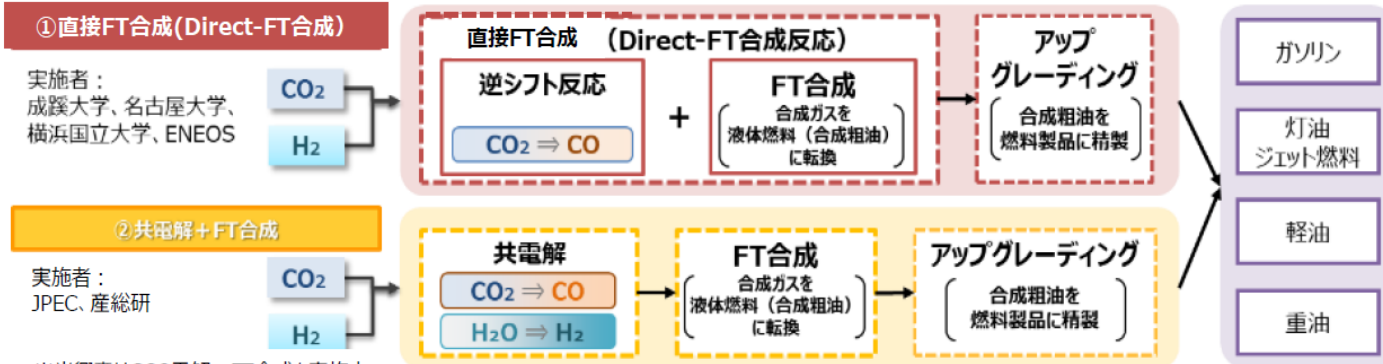 ①直接FT合成(Direct-FT合成)
実施者：
成蹊大学、名古屋大学、
横浜国立大学、ENEOS
CO2
H2
直接FT合成 （Direct-FT合成反応）
逆シフト反応
CO2 ⇒ CO
+
FT合成
合成ガスを
液体燃料（合成粗油）
に転換
アップ
グレーディング
合成粗油を
燃料製品に精製
②共電解＋FT合成
実施者：
JPEC、産総研
CO2
H2
共電解
CO2 ⇒ CO
H2O ⇒ H2
FT合成
合成ガスを
液体燃料（合成粗油）
に転換
アップグレーディング
合成粗油を
燃料製品に精製
ガソリン
灯油
ジェット燃料
軽油
重油